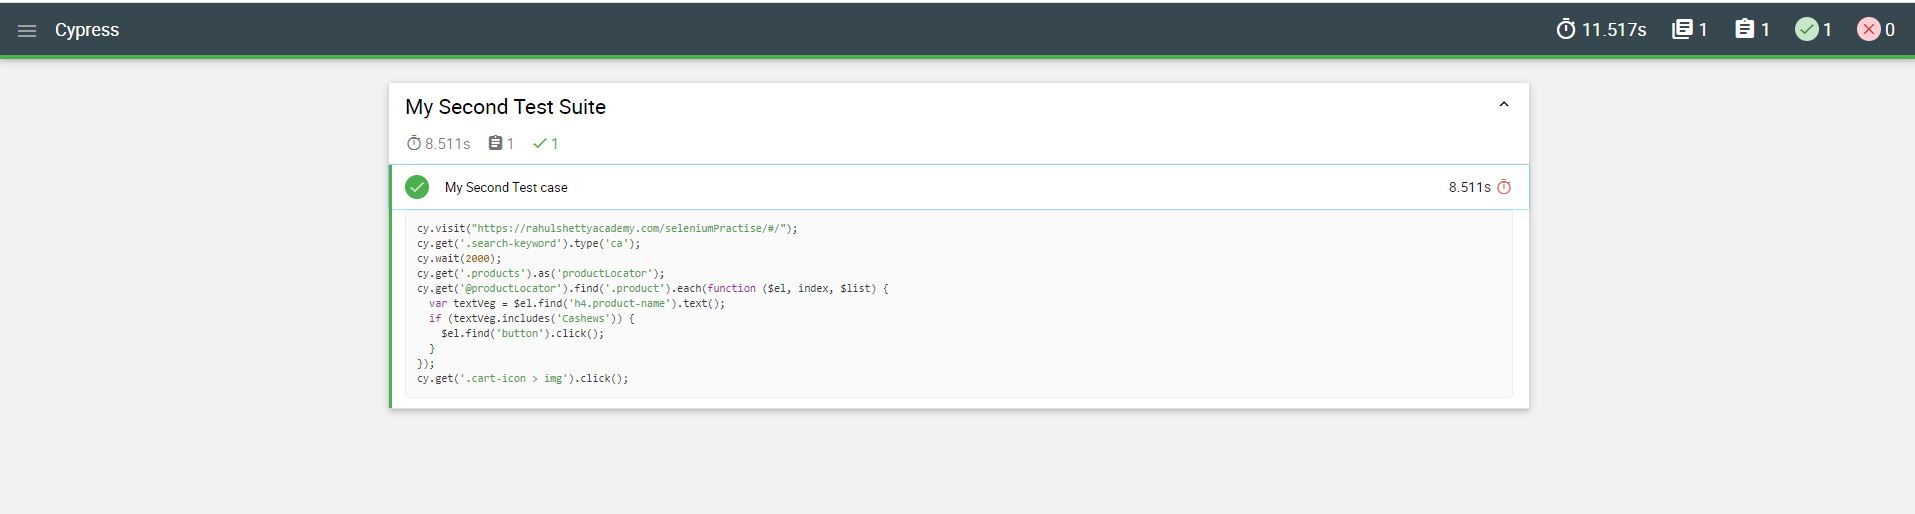 Cypress
11.517s 1 1 1 0
My Second Test Suite
8.511s 1 1
My Second Test case 8.511s
cy.visit("https://rahulshettyacademy.com/seleniumPractise/#/");
cy.get('.search-keyword').type('ca');
cy.wait(2000);
cy.get('.products').as('productLocator');
cy.get('@productLocator').find('.product').each(function ($el, index, $list) {
  var textVeg = $el.find('h4.product-name').text();
  if (textVeg.includes('Cashews')) {
    $el.find('button').click();
  }
});
cy.get('.cart-icon > img').click();